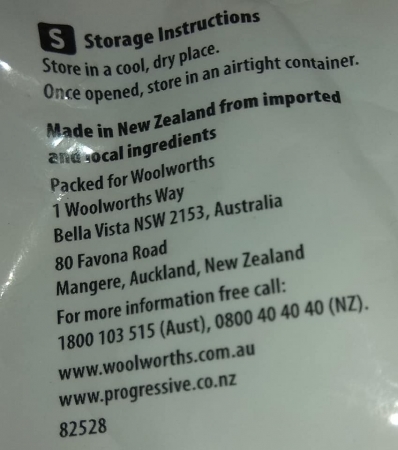 S Storage Instructions
Store in a cool, dry place.
Once opened, store in an airtight container.
Made in New Zealand from imported
and local ingredients
Packed for Woolworths
1 Woolworths Way
Bella Vista NSW 2153, Australia
80 Favona Road
Mangere, Auckland, New Zealand
For more information free call:
1800 103 515 (Aust), 0800 40 40 40 (NZ).
www.woolworths.com.au
www.progressive.co.nz
82528